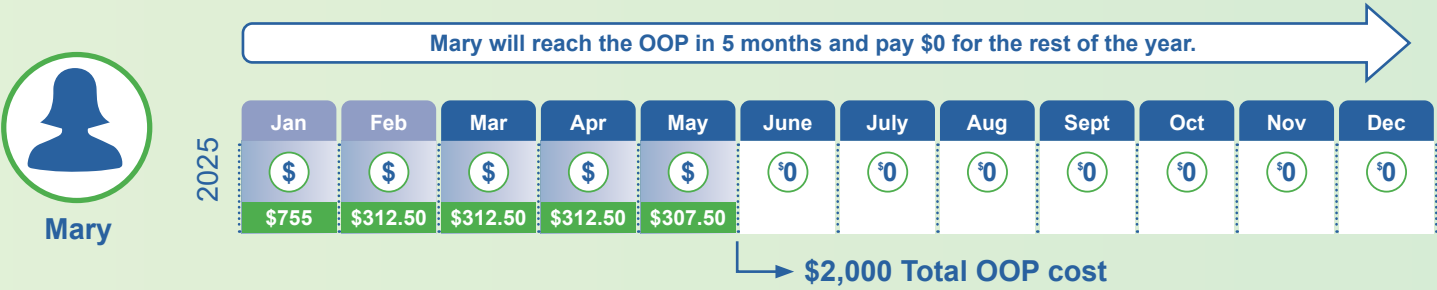 Mary will reach the OOP in 5 months and pay $0 for the rest of the year.
Mary
2025
Jan Feb Mar Apr May June July Aug Sept Oct Nov Dec
$ $ $ $ $ $0 $0 $0 $0 $0 $0 $0
$755 $312.50 $312.50 $312.50 $307.50
$2,000 Total OOP cost